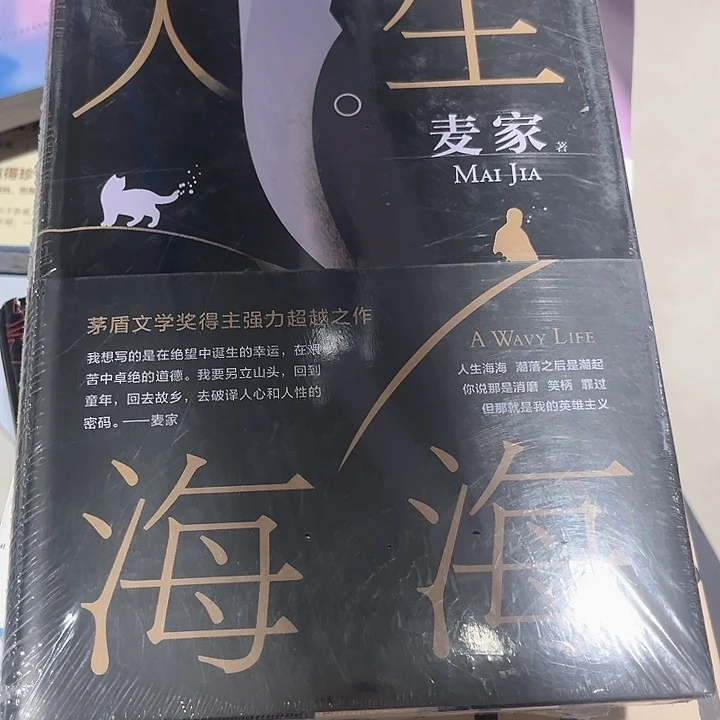 人生
麦家 著
MAI JIA
茅盾文学奖得主强力超越之作
我想写的是在绝望中诞生的幸运，在艰
苦中卓绝的道德。我要另立山头，回到
童年，回去故乡，去破译人心和人性的
密码。——麦家
A WAVY LIFE
人生海海 潮落之后是潮起
你说那是消磨 笑柄 罪过
但那就是我的英雄主义
海海